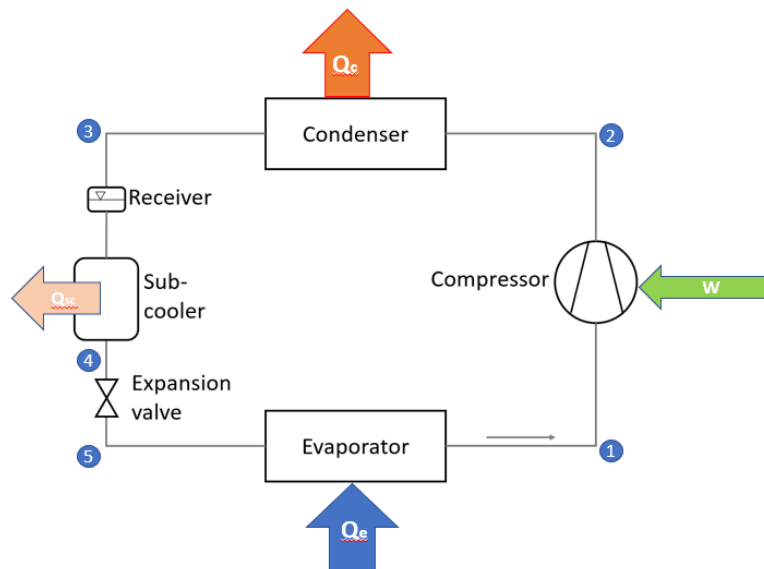 Qc
3
Condenser
2
Receiver
Compressor
W
Qsc
Sub-
cooler
4
Expansion
valve
5
Evaporator
1
Qe